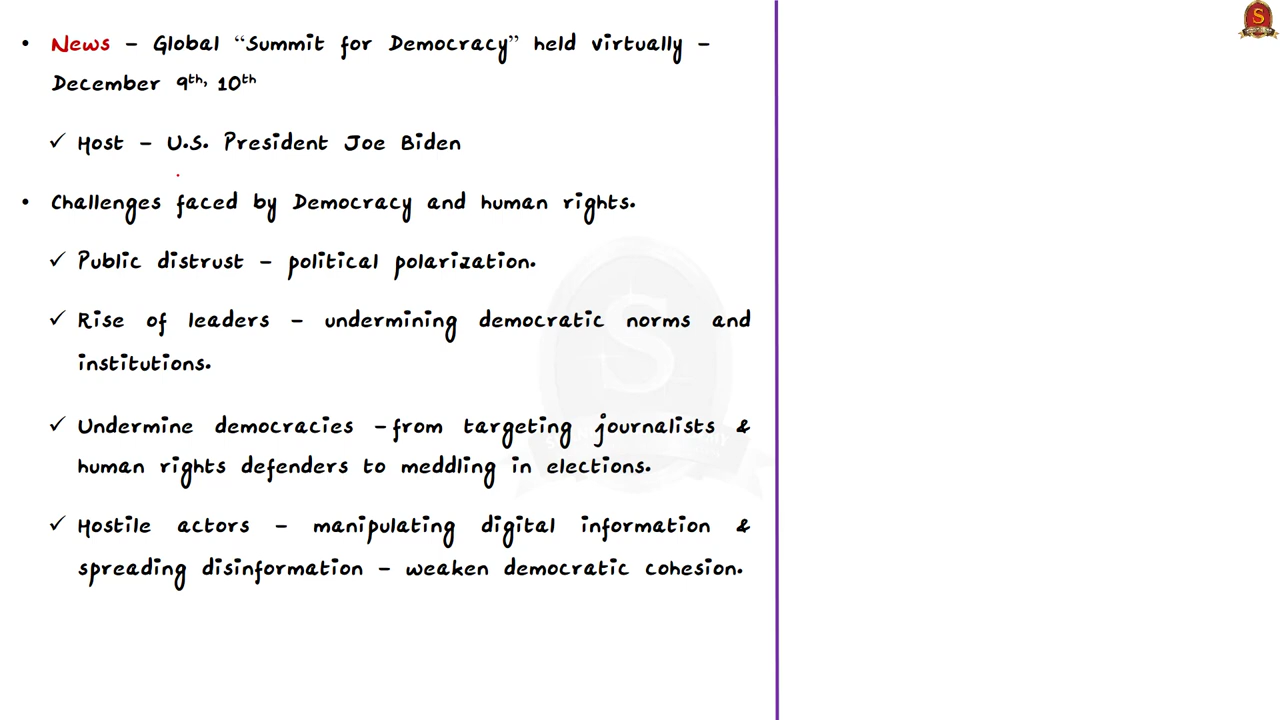 • News – Global “Summit for Democracy” held virtually –
December 9th, 10th
✓ Host – U.S. President Joe Biden
• Challenges faced by Democracy and human rights.
✓ Public distrust – political polarization.
✓ Rise of leaders – undermining democratic norms and
institutions.
✓ Undermine democracies –from targeting journalists &
human rights defenders to meddling in elections.
✓ Hostile actors – manipulating digital information &
spreading disinformation – weaken democratic cohesion.
S
S